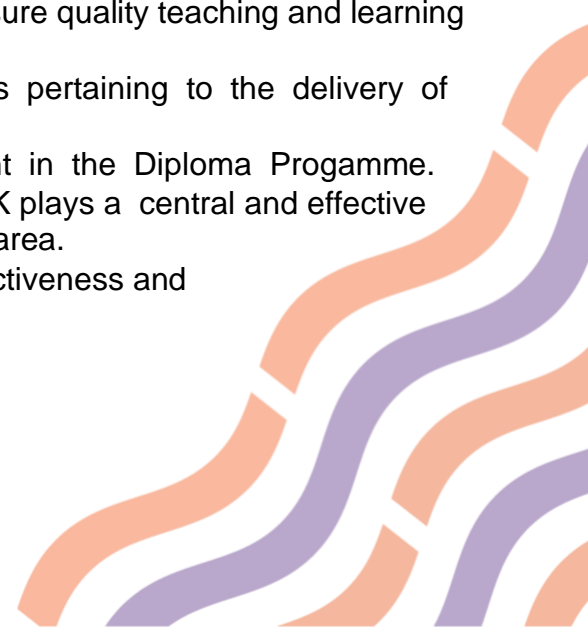 sure quality teaching and learning
s pertaining to the delivery of
t in the Diploma Progamme.
K plays a central and effective
area.
ctiveness and